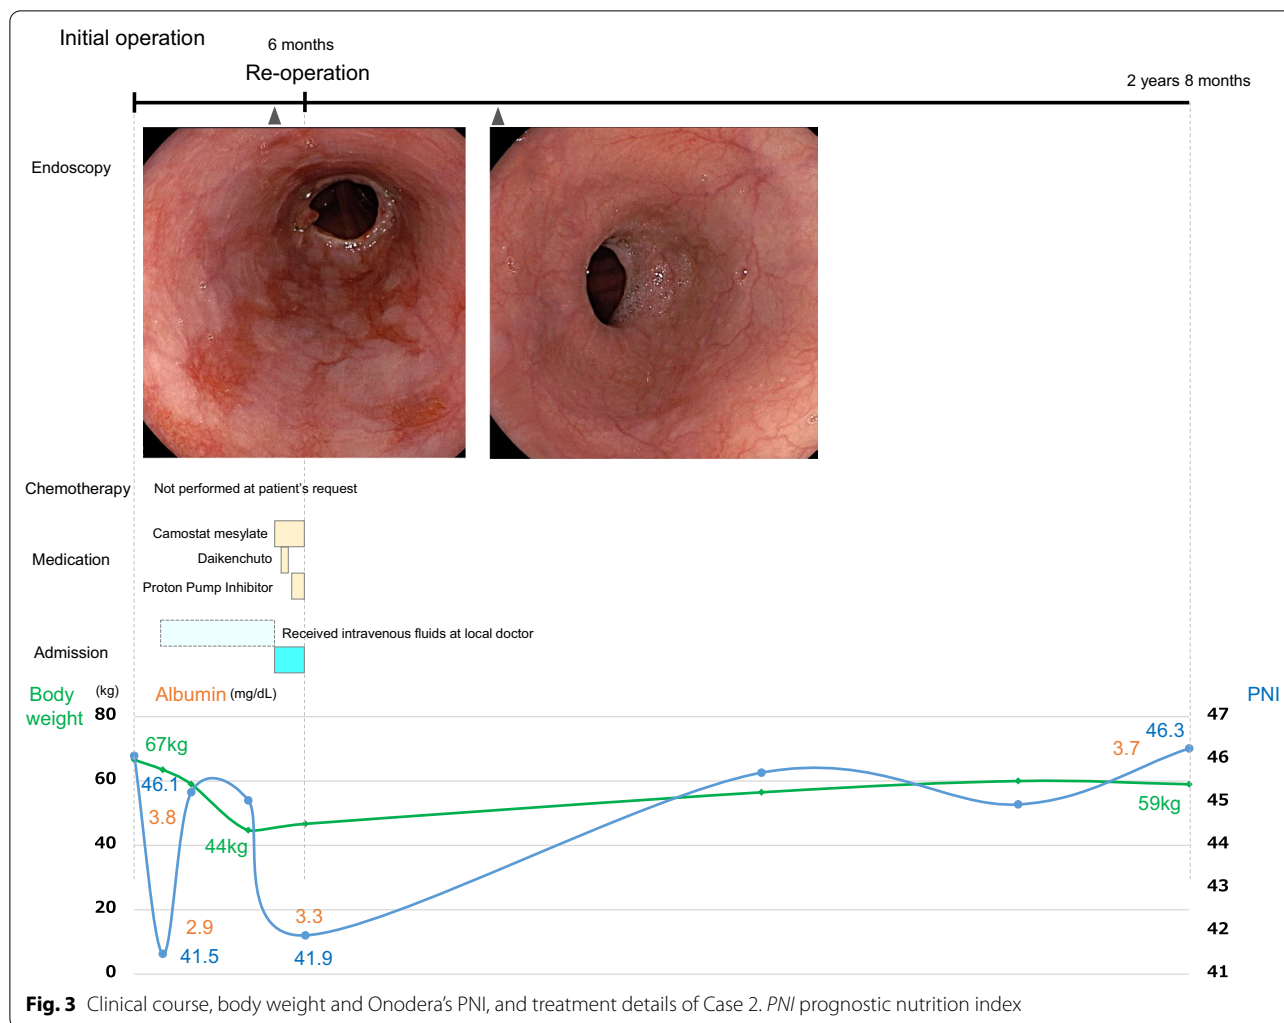 Initial operation
6 months
Re-operation
2 years 8 months
Endoscopy
Chemotherapy
Not performed at patient's request
Medication
Camostat mesylate
Daikenchuto
Proton Pump Inhibitor
Admission
Received intravenous fluids at local doctor
Body weight
(kg)
Albumin (mg/dL)
PNI
80
60
40
20
0
47
46
45
44
43
42
41
67kg
46.1
3.8
44kg
2.9
41.5
3.3
41.9
46.3
3.7
59kg
Fig. 3 Clinical course, body weight and Onodera's PNI, and treatment details of Case 2. PNI prognostic nutrition index